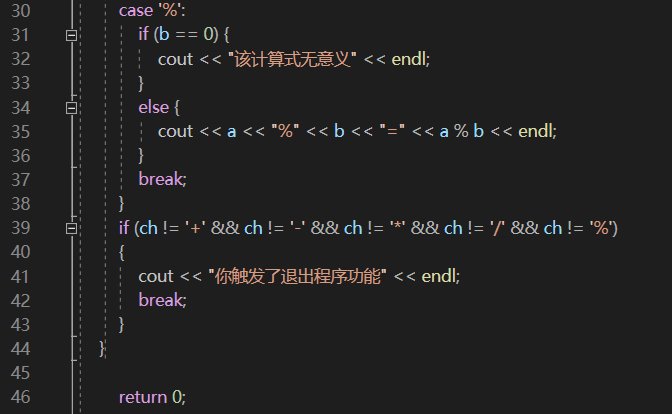 30 case '%':
31 if (b == 0) {
32 cout << "该计算式无意义" << endl;
33 }
34 else {
35 cout << a << "%" << b << "=" << a % b << endl;
36 }
37 break;
38 }
39 if (ch != '+' && ch != '-' && ch != '*' && ch != '/' && ch != '%')
40 {
41 cout << "你触发了退出程序功能" << endl;
42 break;
43 }
44 }
45
46 return 0;